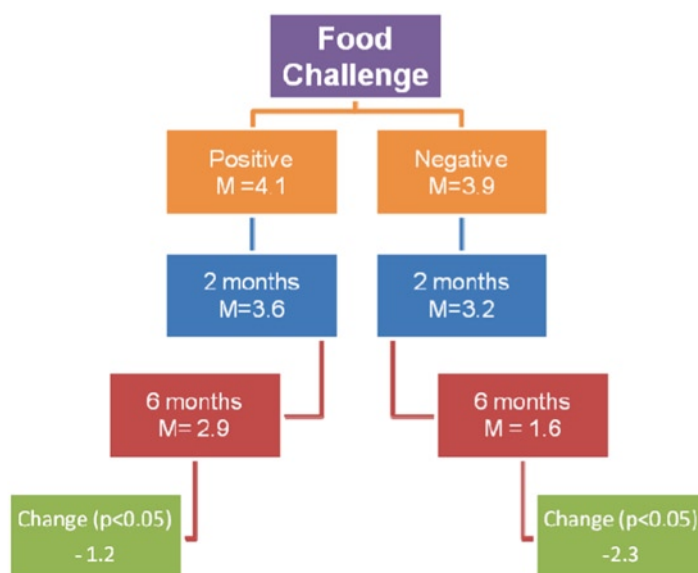 Food
Challenge
Positive
M =4.1
Negative
M=3.9
2 months
M=3.6
2 months
M=3.2
6 months
M= 2.9
6 months
M = 1.6
Change (p<0.05)
- 1.2
Change (p<0.05)
-2.3